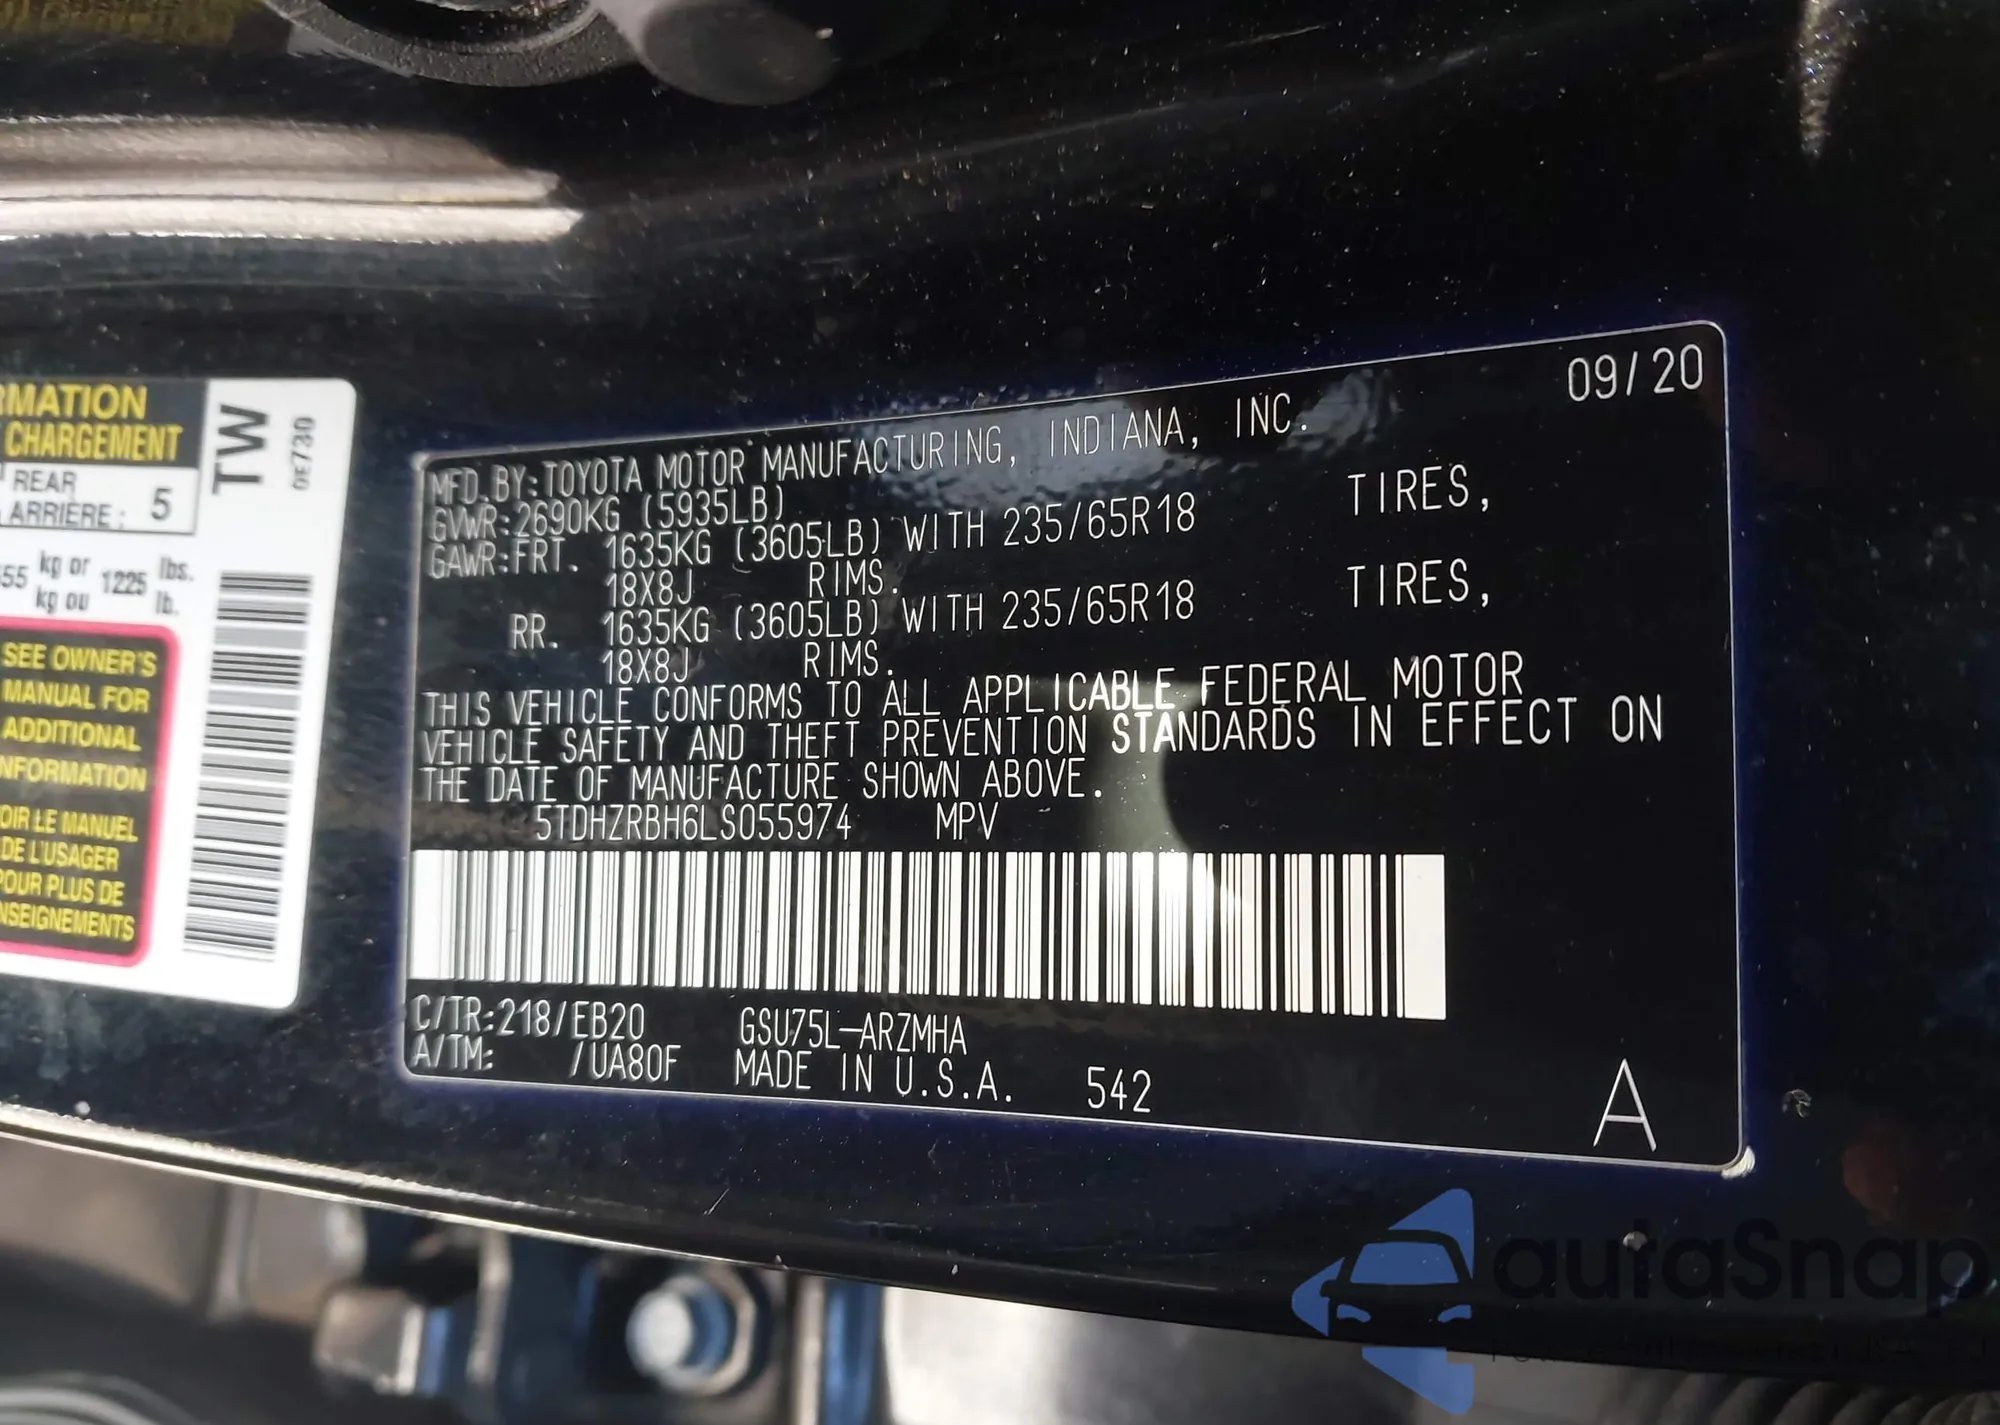 RMATION
CHARGEMENT
REAR
ARRIÈRE : 5
55 kg or 1225 lbs.
kg ou lb.
SEE OWNER'S
MANUAL FOR
ADDITIONAL
NFORMATION
OIR LE MANUEL
DE L'USAGER
POUR PLUS DE
NSEIGNEMENTS
TW
0E730
09/20
MFD.BY:TOYOTA MOTOR MANUFACTURING, INDIANA, INC.
GVWR:2690KG (5935LB)
GAWR:FRT. 1635KG (3605LB) WITH 235/65R18 TIRES,
18X8J RIMS.
RR. 1635KG (3605LB) WITH 235/65R18 TIRES,
18X8J RIMS.
THIS VEHICLE CONFORMS TO ALL APPLICABLE FEDERAL MOTOR
VEHICLE SAFETY AND THEFT PREVENTION STANDARDS IN EFFECT ON
THE DATE OF MANUFACTURE SHOWN ABOVE.
5TDHZRBH6LS055974 MPV
C/TR:218/EB20 GSU75L-ARZMHA
A/TM: /UA80F MADE IN U.S.A. 542
A
autaSnap